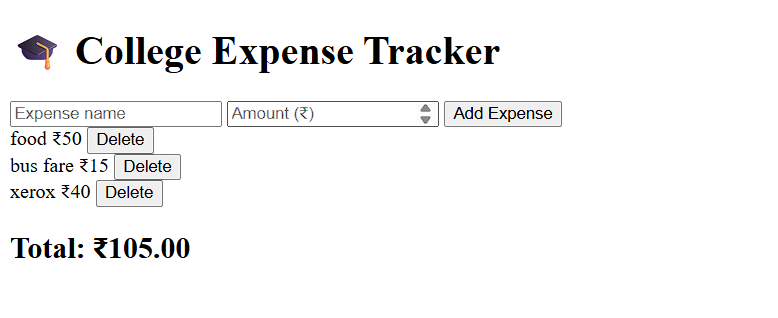 🎓 College Expense Tracker
Expense name Amount (₹) Add Expense
food ₹50 Delete
bus fare ₹15 Delete
xerox ₹40 Delete
Total: ₹105.00